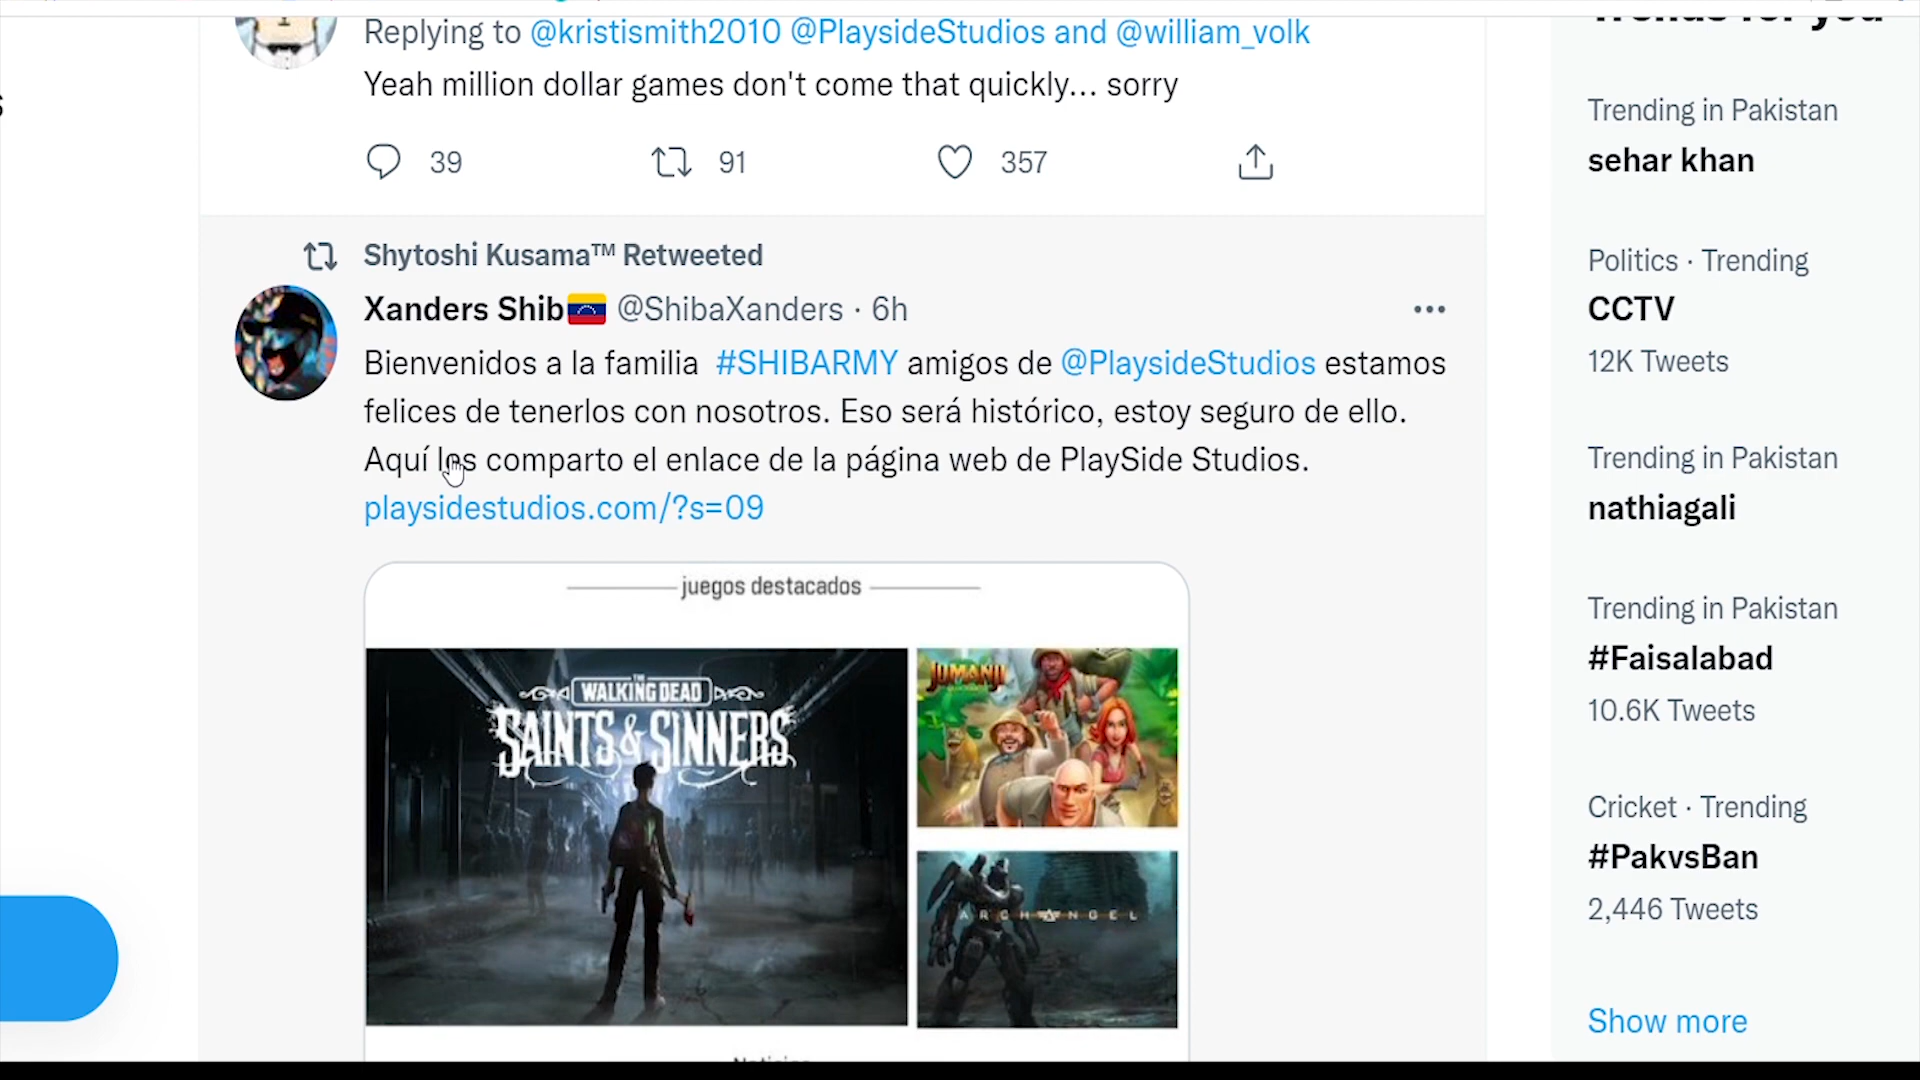 Replying to @kristismith2010 @PlaysideStudios and @william_volk
Yeah million dollar games don't come that quickly... sorry
39 91 357
Shytoshi Kusama™ Retweeted
Xanders Shib @ShibaXanders · 6h
Bienvenidos a la familia #SHIBARMY amigos de @PlaysideStudios estamos
felices de tenerlos con nosotros. Eso será histórico, estoy seguro de ello.
Aquí les comparto el enlace de la página web de PlaySide Studios.
playsidestudios.com/?s=09
juegos destacados
THE
WALKING DEAD
SAINTS & SINNERS
JUMANJI
ARCHANGEL
Trends for you
Trending in Pakistan
sehar khan
Politics · Trending
CCTV
12K Tweets
Trending in Pakistan
nathiagali
Trending in Pakistan
#Faisalabad
10.6K Tweets
Cricket · Trending
#PakvsBan
2,446 Tweets
Show more